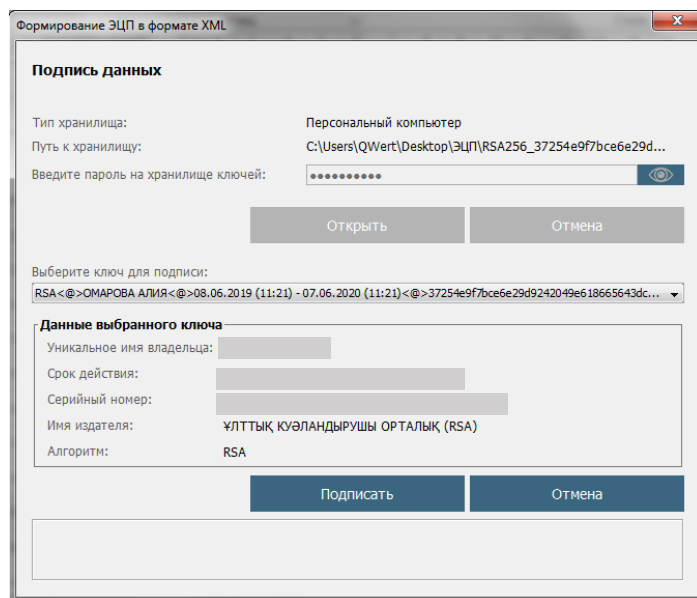 Формирование ЭЦП в формате XML
Подпись данных
Тип хранилища: Персональный компьютер
Путь к хранилищу: C:\Users\QWert\Desktop\ЭЦП\RSA256_37254e9f7bce6e29d...
Введите пароль на хранилище ключей: ●●●●●●●●●●
Открыть Отмена
Выберите ключ для подписи:
RSA<@>ОМАРОВА АЛИЯ<@>08.06.2019 (11:21) - 07.06.2020 (11:21)<@>37254e9f7bce6e29d9242049e618665643dc...
Данные выбранного ключа
Уникальное имя владельца:
Срок действия:
Серийный номер:
Имя издателя: ҰЛТТЫҚ КУӘЛАНДЫРУШЫ ОРТАЛЫҚ (RSA)
Алгоритм: RSA
Подписать Отмена